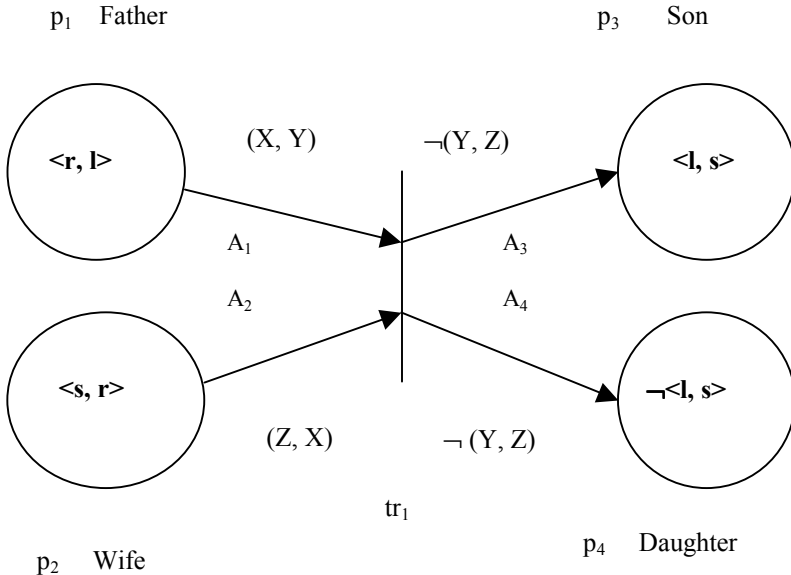 p₁ Father
p₃ Son
(X, Y)
¬(Y, Z)
<r, l>
<l, s>
A₁
A₃
A₂
A₄
<s, r>
¬<l, s>
(Z, X)
¬ (Y, Z)
tr₁
p₂ Wife
p₄ Daughter